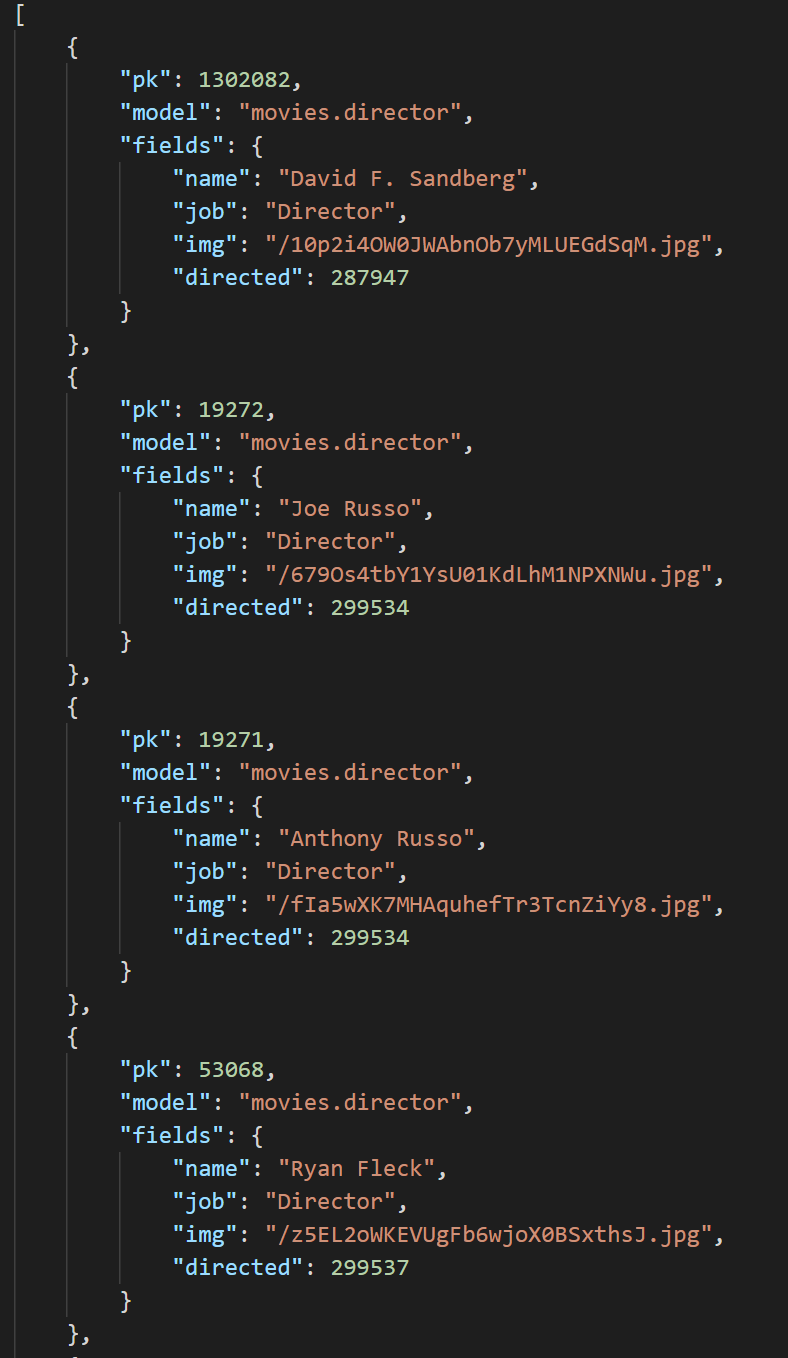 [
    {
        "pk": 1302082,
        "model": "movies.director",
        "fields": {
            "name": "David F. Sandberg",
            "job": "Director",
            "img": "/10p2i4OW0JWAbnOb7yMLUEGdSqM.jpg",
            "directed": 287947
        }
    },
    {
        "pk": 19272,
        "model": "movies.director",
        "fields": {
            "name": "Joe Russo",
            "job": "Director",
            "img": "/679Os4tbY1YsU01KdLhM1NPXNWu.jpg",
            "directed": 299534
        }
    },
    {
        "pk": 19271,
        "model": "movies.director",
        "fields": {
            "name": "Anthony Russo",
            "job": "Director",
            "img": "/fIa5wXK7MHAquhefTr3TcnZiYy8.jpg",
            "directed": 299534
        }
    },
    {
        "pk": 53068,
        "model": "movies.director",
        "fields": {
            "name": "Ryan Fleck",
            "job": "Director",
            "img": "/z5EL2oWKEVUgFb6wjoX0BSxthsJ.jpg",
            "directed": 299537
        }
    },